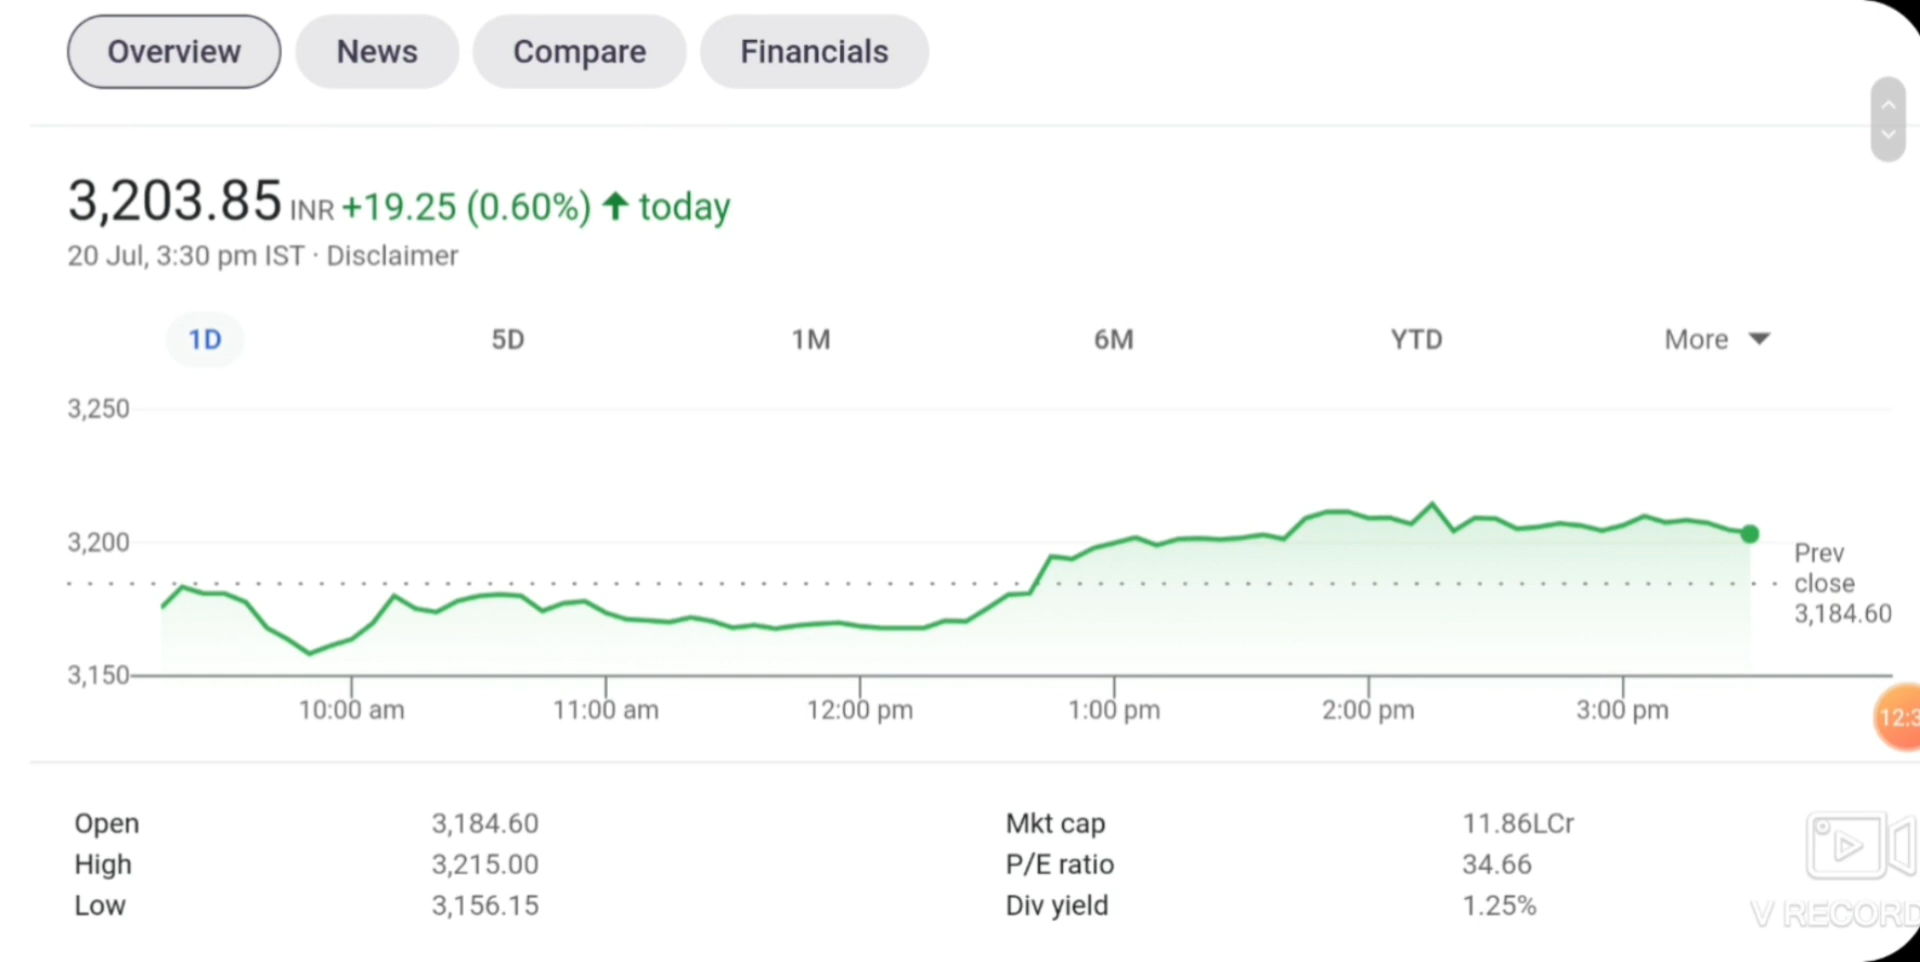 Overview News Compare Financials
3,203.85 INR +19.25 (0.60%) ↑ today
20 Jul, 3:30 pm IST · Disclaimer
1D 5D 1M 6M YTD More
3,250
3,200
Prev
close
3,184.60
3,150
10:00 am 11:00 am 12:00 pm 1:00 pm 2:00 pm 3:00 pm
Open 3,184.60 Mkt cap 11.86LCr
High 3,215.00 P/E ratio 34.66
Low 3,156.15 Div yield 1.25%
V RECORD